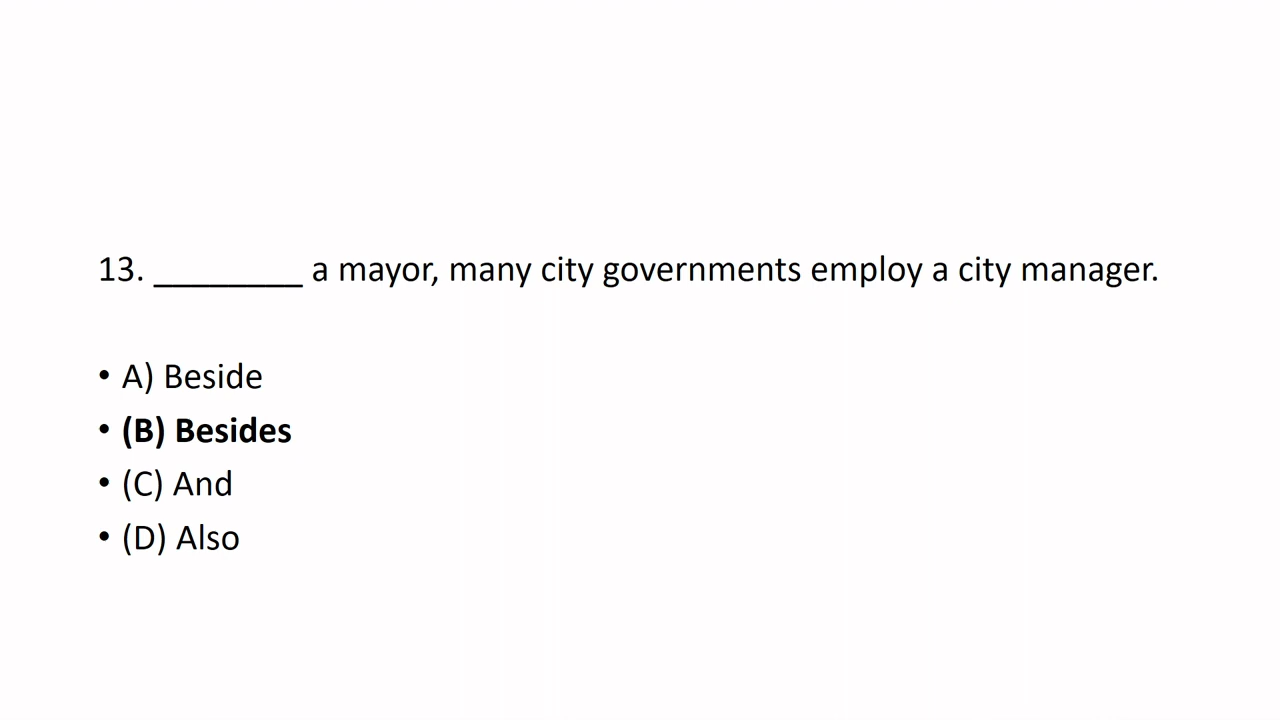 13. ________ a mayor, many city governments employ a city manager.
• A) Beside
• (B) Besides
• (C) And
• (D) Also